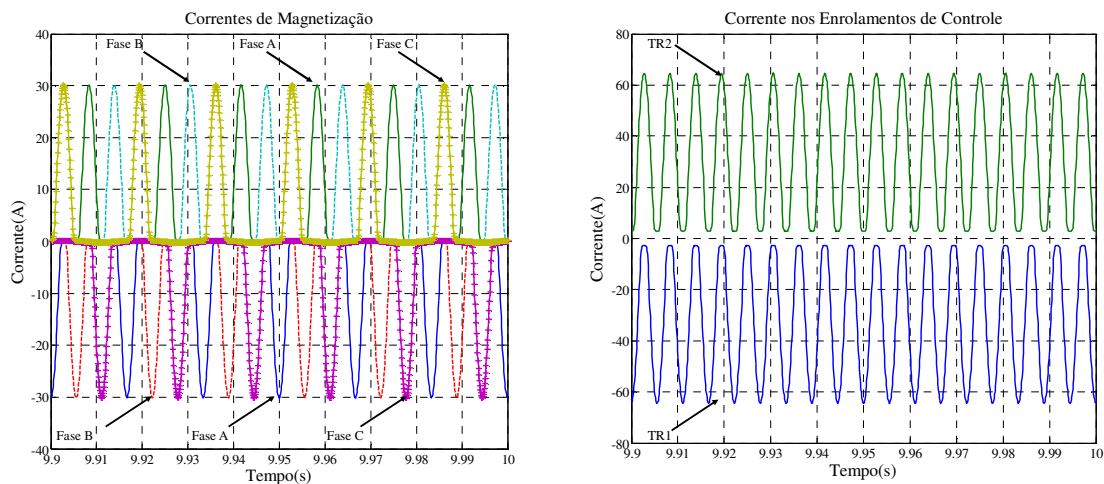 Correntes de Magnetização
Corrente(A)
40
30
20
10
0
-10
-20
-30
-40
Fase B
Fase A
Fase C
Fase B
Fase A
Fase C
9.9 9.91 9.92 9.93 9.94 9.95 9.96 9.97 9.98 9.99 10
Tempo(s)
Corrente nos Enrolamentos de Controle
Corrente(A)
80
60
40
20
0
-20
-40
-60
-80
TR2
TR1
9.9 9.91 9.92 9.93 9.94 9.95 9.96 9.97 9.98 9.99 10
Tempo(s)